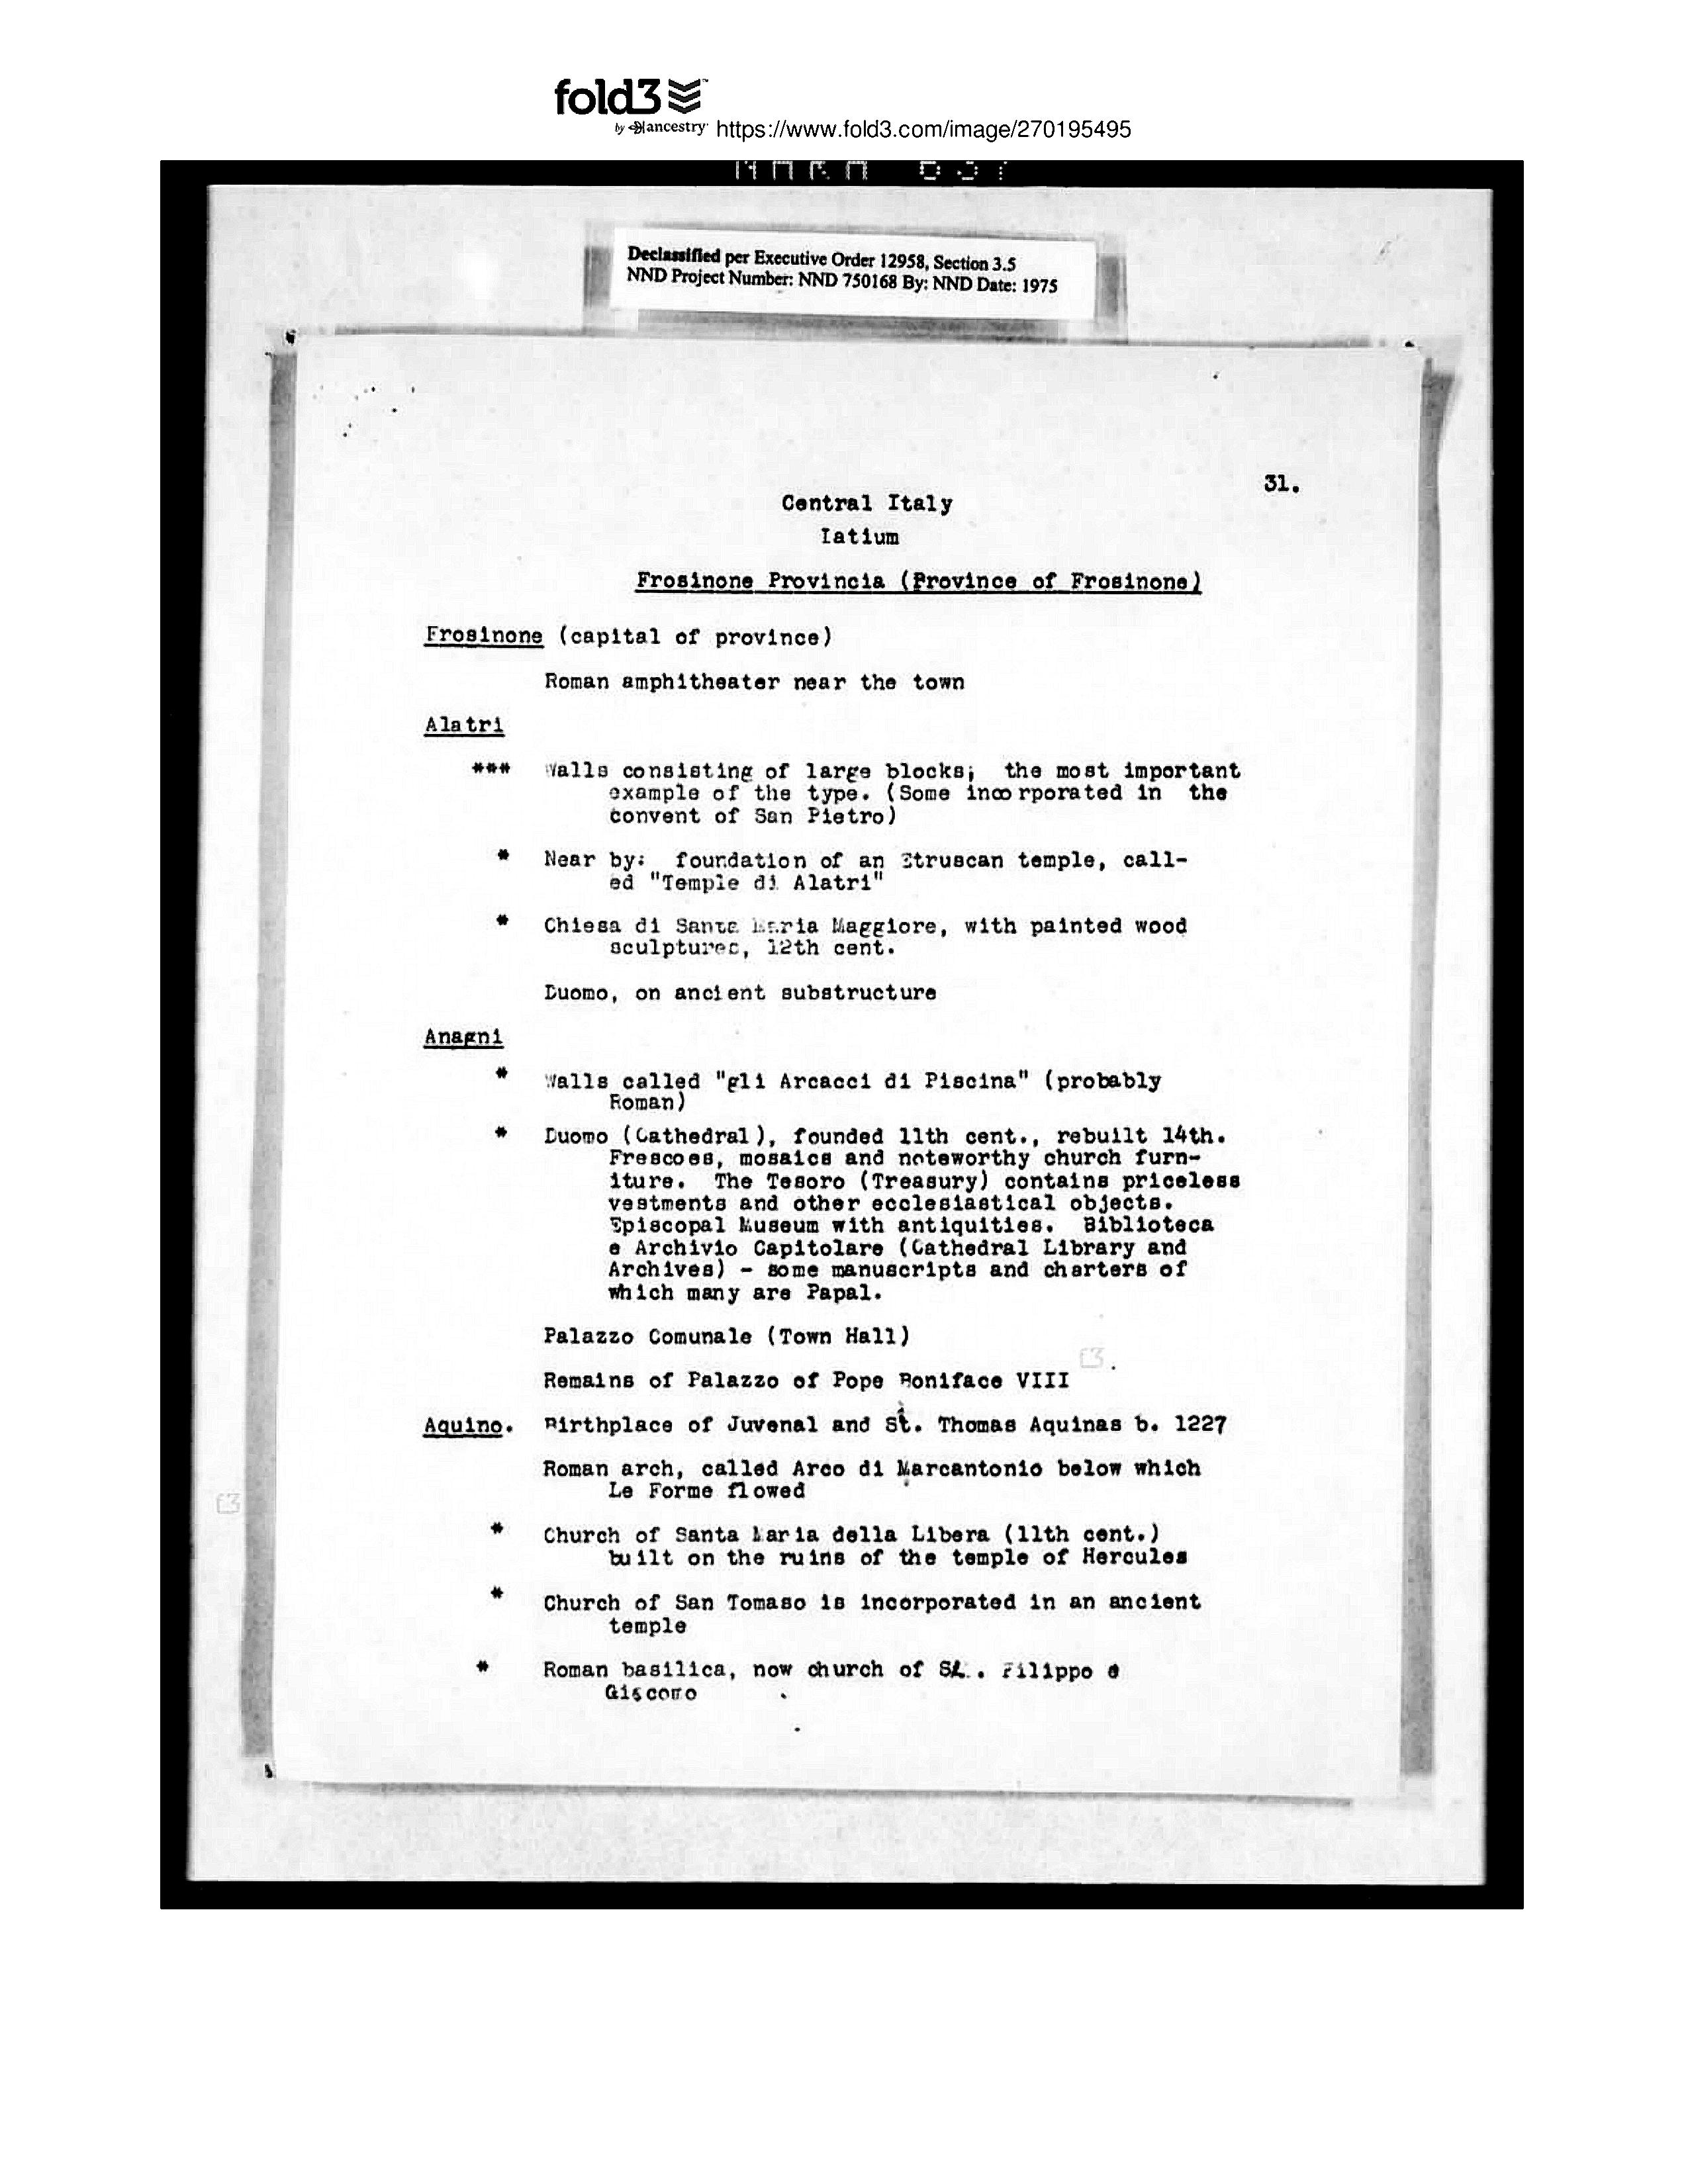 fold3
by ancestry https://www.fold3.com/image/270195495
Declassified per Executive Order 12958, Section 3.5
NND Project Number: NND 750168 By: NND Date: 1975
31.
Central Italy
Latium
Frosinone Provincia (Province of Frosinone)
Frosinone (capital of province)
Roman amphitheater near the town
Alatri
*** Walls consisting of large blocks; the most important
example of the type. (Some incorporated in the
convent of San Pietro)
* Near by: foundation of an Etruscan temple, call-
ed "Temple di Alatri"
* Chiesa di Santa Maria Maggiore, with painted wood
sculptures, 12th cent.
Duomo, on ancient substructure
Anagni
* Walls called "gli Arcacci di Piscina" (probably
Roman)
* Duomo (Cathedral), founded 11th cent., rebuilt 14th.
Frescoes, mosaics and noteworthy church furn-
iture. The Tesoro (Treasury) contains priceless
vestments and other ecclesiastical objects.
Episcopal Museum with antiquities. Biblioteca
e Archivio Capitolare (Cathedral Library and
Archives) - some manuscripts and charters of
which many are Papal.
Palazzo Comunale (Town Hall)
Remains of Palazzo of Pope Boniface VIII
Aquino. Birthplace of Juvenal and St. Thomas Aquinas b. 1227
Roman arch, called Arco di Marcantonio below which
Le Forme flowed
* Church of Santa Maria della Libera (11th cent.)
built on the ruins of the temple of Hercules
* Church of San Tomaso is incorporated in an ancient
temple
* Roman basilica, now church of . Filippo e
Giacomo